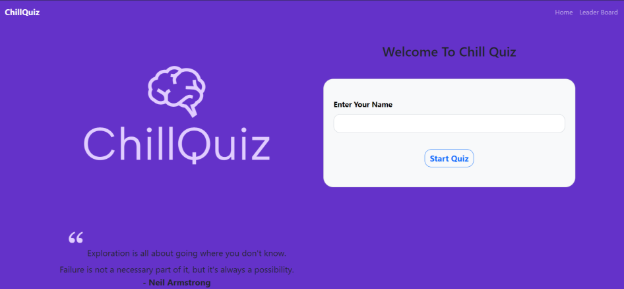 ChillQuiz
Home Leader Board
Welcome To Chill Quiz
Enter Your Name
Start Quiz
ChillQuiz
“
Exploration is all about going where you don't know.
Failure is not a necessary part of it, but it's always a possibility.
- Neil Armstrong